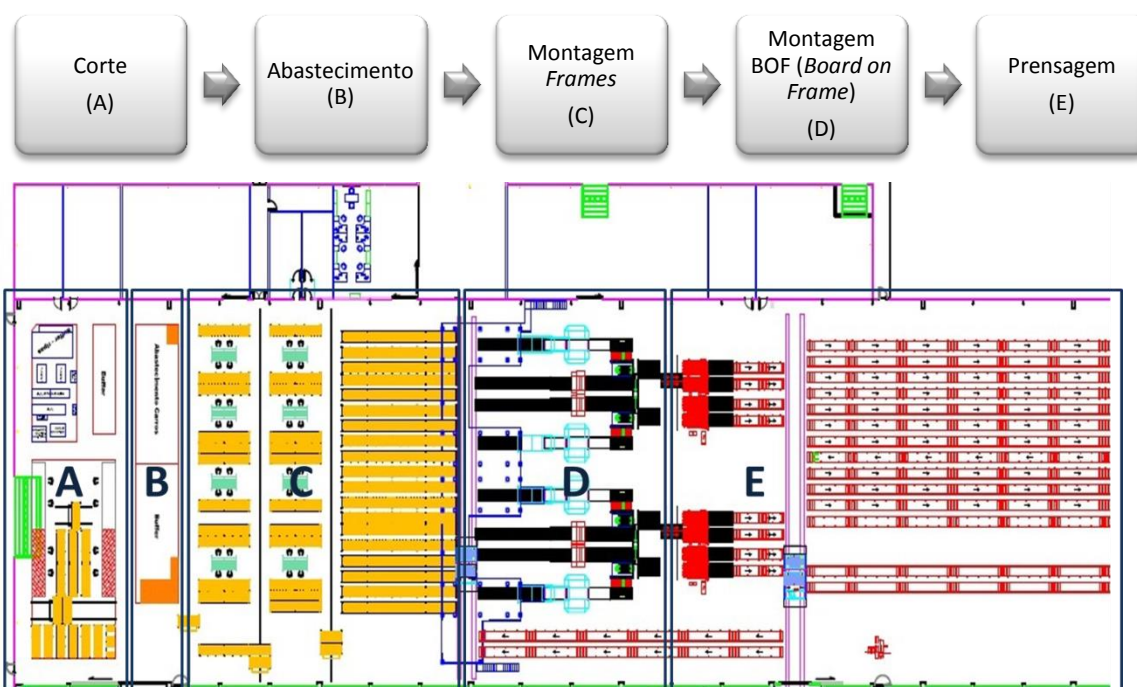 Corte
(A)
Abastecimento
(B)
Montagem
Frames
(C)
Montagem
BOF (Board on
Frame)
(D)
Prensagem
(E)
Buffer
Abastecimento Carros
Buffer
A
B
C
D
E